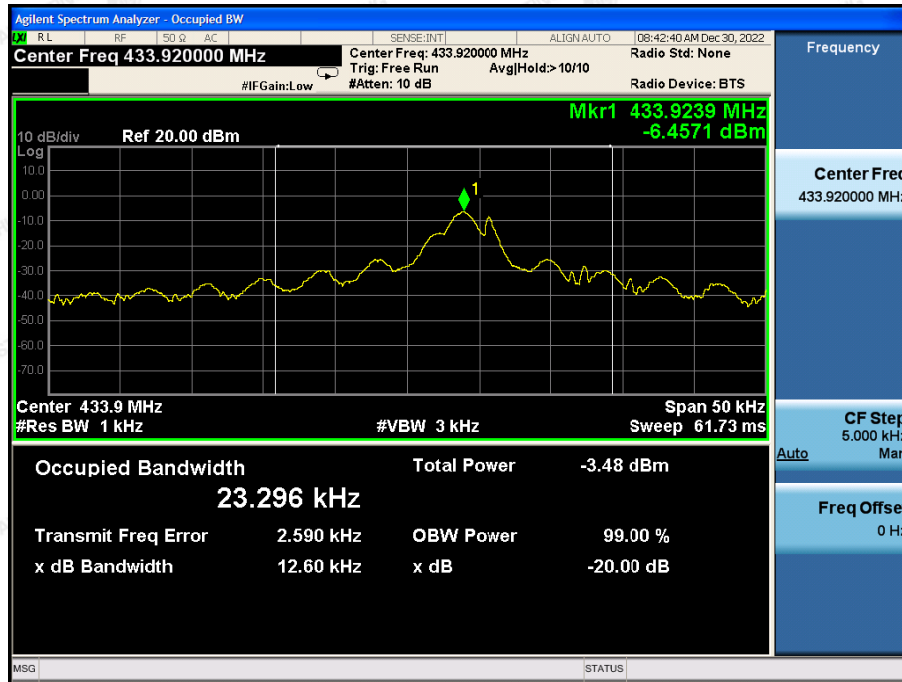 Agilent Spectrum Analyzer - Occupied BW
LXI RL RF 50 Ω AC SENSE:INT ALIGN AUTO 08:42:40 AM Dec 30, 2022
Center Freq 433.920000 MHz
Center Freq: 433.920000 MHz Radio Std: None
Trig: Free Run Avg|Hold:>10/10
#IFGain:Low #Atten: 10 dB Radio Device: BTS
Frequency
Mkr1 433.9239 MHz
-6.4571 dBm
10 dB/div Ref 20.00 dBm
Log
10.0
0.00
-10.0
-20.0
-30.0
-40.0
-50.0
-60.0
-70.0
1
Center 433.9 MHz Span 50 kHz
#Res BW 1 kHz #VBW 3 kHz Sweep 61.73 ms
Center Freq
433.920000 MHz
CF Step
5.000 kHz
Auto Man
Freq Offse
0 Hz
Occupied Bandwidth Total Power -3.48 dBm
23.296 kHz
Transmit Freq Error 2.590 kHz OBW Power 99.00 %
x dB Bandwidth 12.60 kHz x dB -20.00 dB
MSG STATUS